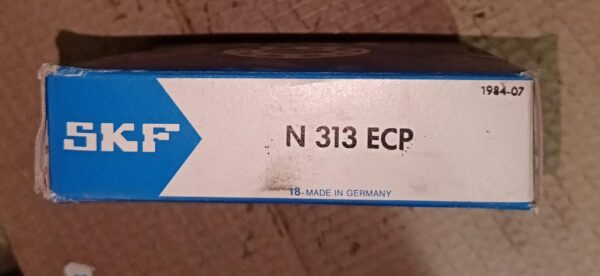 1984-07
SKF
N 313 ECP
18-MADE IN GERMANY